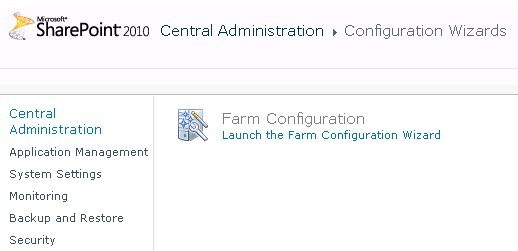 Microsoft®
SharePoint 2010 Central Administration ▸ Configuration Wizards
Central
Administration
Application Management
System Settings
Monitoring
Backup and Restore
Security
Farm Configuration
Launch the Farm Configuration Wizard